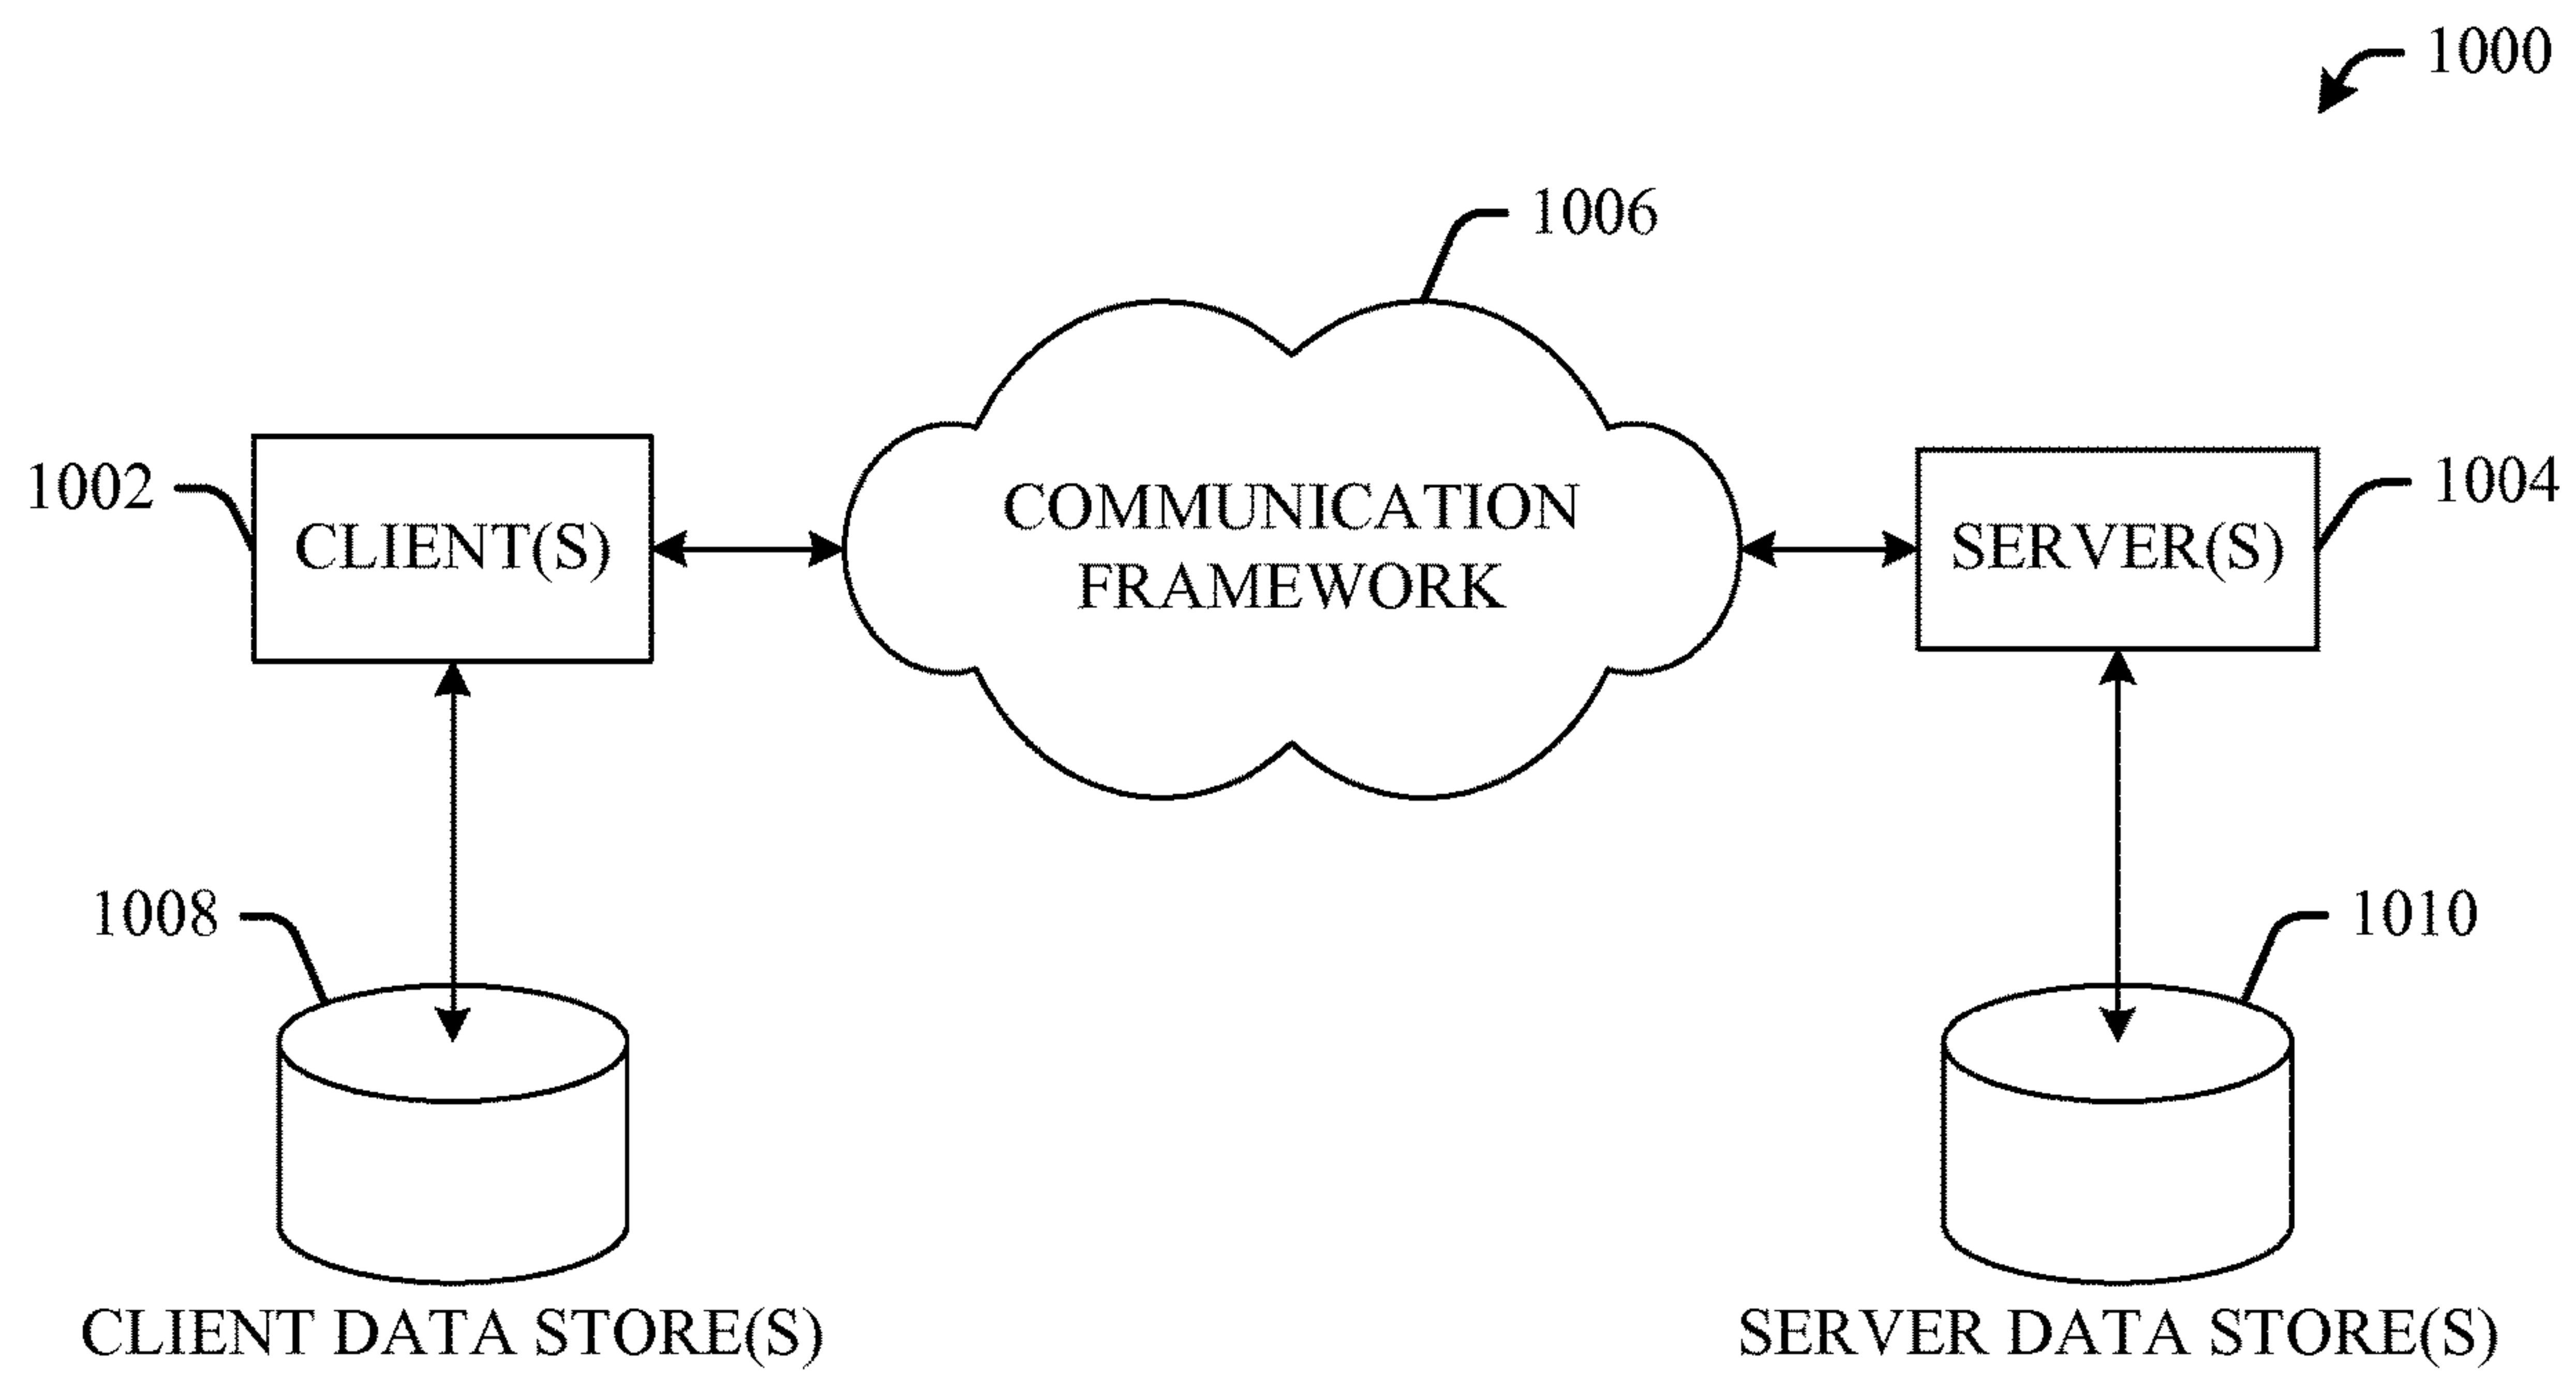 1000
1006
1002
CLIENT(S)
COMMUNICATION
FRAMEWORK
SERVER(S)
1004
1008
1010
CLIENT DATA STORE(S)
SERVER DATA STORE(S)